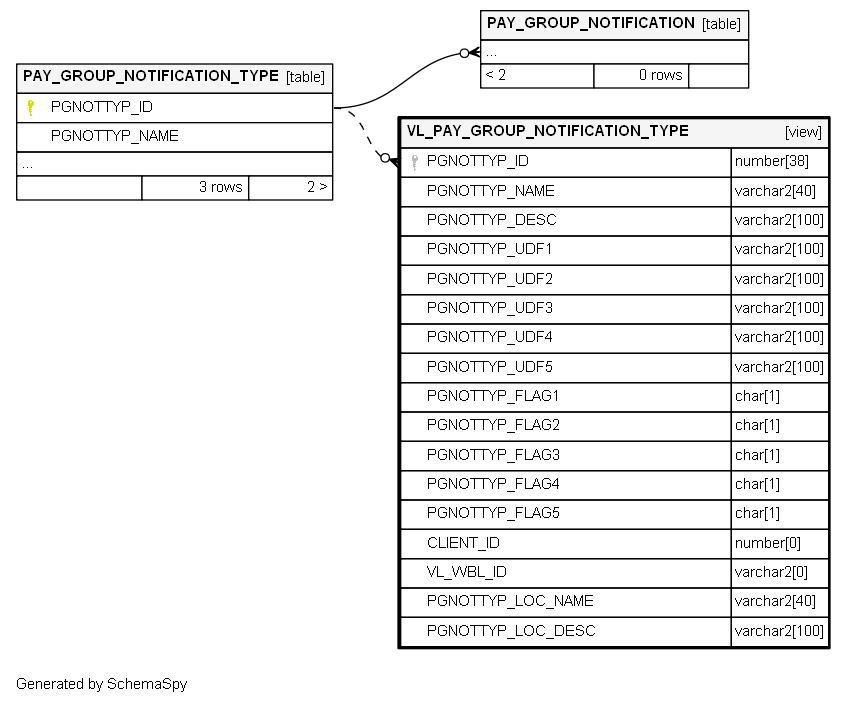 PAY_GROUP_NOTIFICATION [table]
...
< 2 0 rows
PAY_GROUP_NOTIFICATION_TYPE [table]
PGNOTTYP_ID
PGNOTTYP_NAME
...
3 rows 2 >
VL_PAY_GROUP_NOTIFICATION_TYPE [view]
PGNOTTYP_ID number[38]
PGNOTTYP_NAME varchar2[40]
PGNOTTYP_DESC varchar2[100]
PGNOTTYP_UDF1 varchar2[100]
PGNOTTYP_UDF2 varchar2[100]
PGNOTTYP_UDF3 varchar2[100]
PGNOTTYP_UDF4 varchar2[100]
PGNOTTYP_UDF5 varchar2[100]
PGNOTTYP_FLAG1 char[1]
PGNOTTYP_FLAG2 char[1]
PGNOTTYP_FLAG3 char[1]
PGNOTTYP_FLAG4 char[1]
PGNOTTYP_FLAG5 char[1]
CLIENT_ID number[0]
VL_WBL_ID varchar2[0]
PGNOTTYP_LOC_NAME varchar2[40]
PGNOTTYP_LOC_DESC varchar2[100]
Generated by SchemaSpy